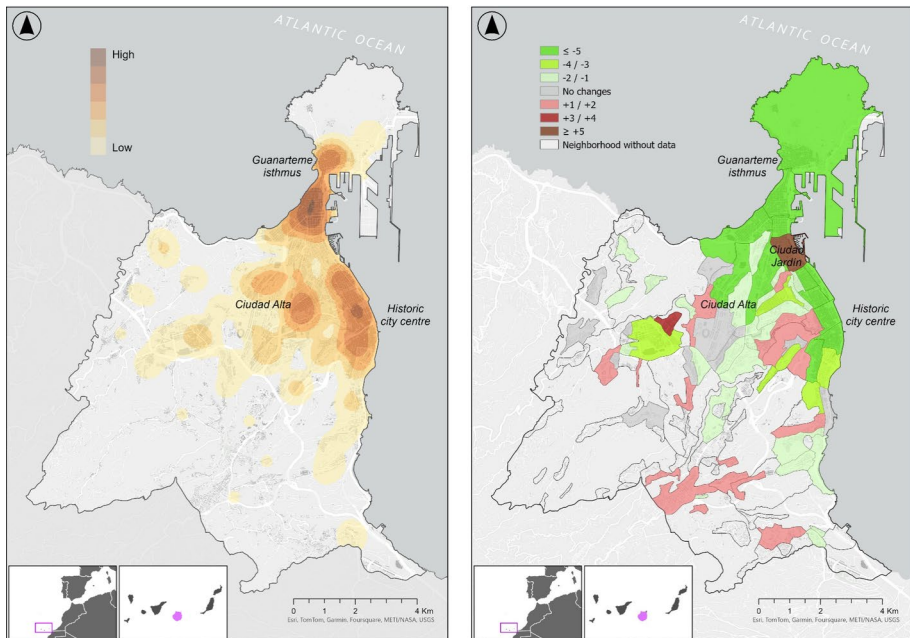 ATLANTIC OCEAN
High
Low
Guanarteme
isthmus
Ciudad Alta
Historic
city centre
0
1
2
4 Km
Esri, TomTom, Garmin, Foursquare, METI/NASA, USGS
ATLANTIC OCEAN
≤ -5
-4 / -3
-2 / -1
No changes
+1 / +2
+3 / +4
≥ +5
Neighborhood without data
Guanarteme
isthmus
Ciudad
Jardín
Ciudad Alta
Historic
city centre
0
1
2
4 Km
Esri, TomTom, Garmin, Foursquare, METI/NASA, USGS